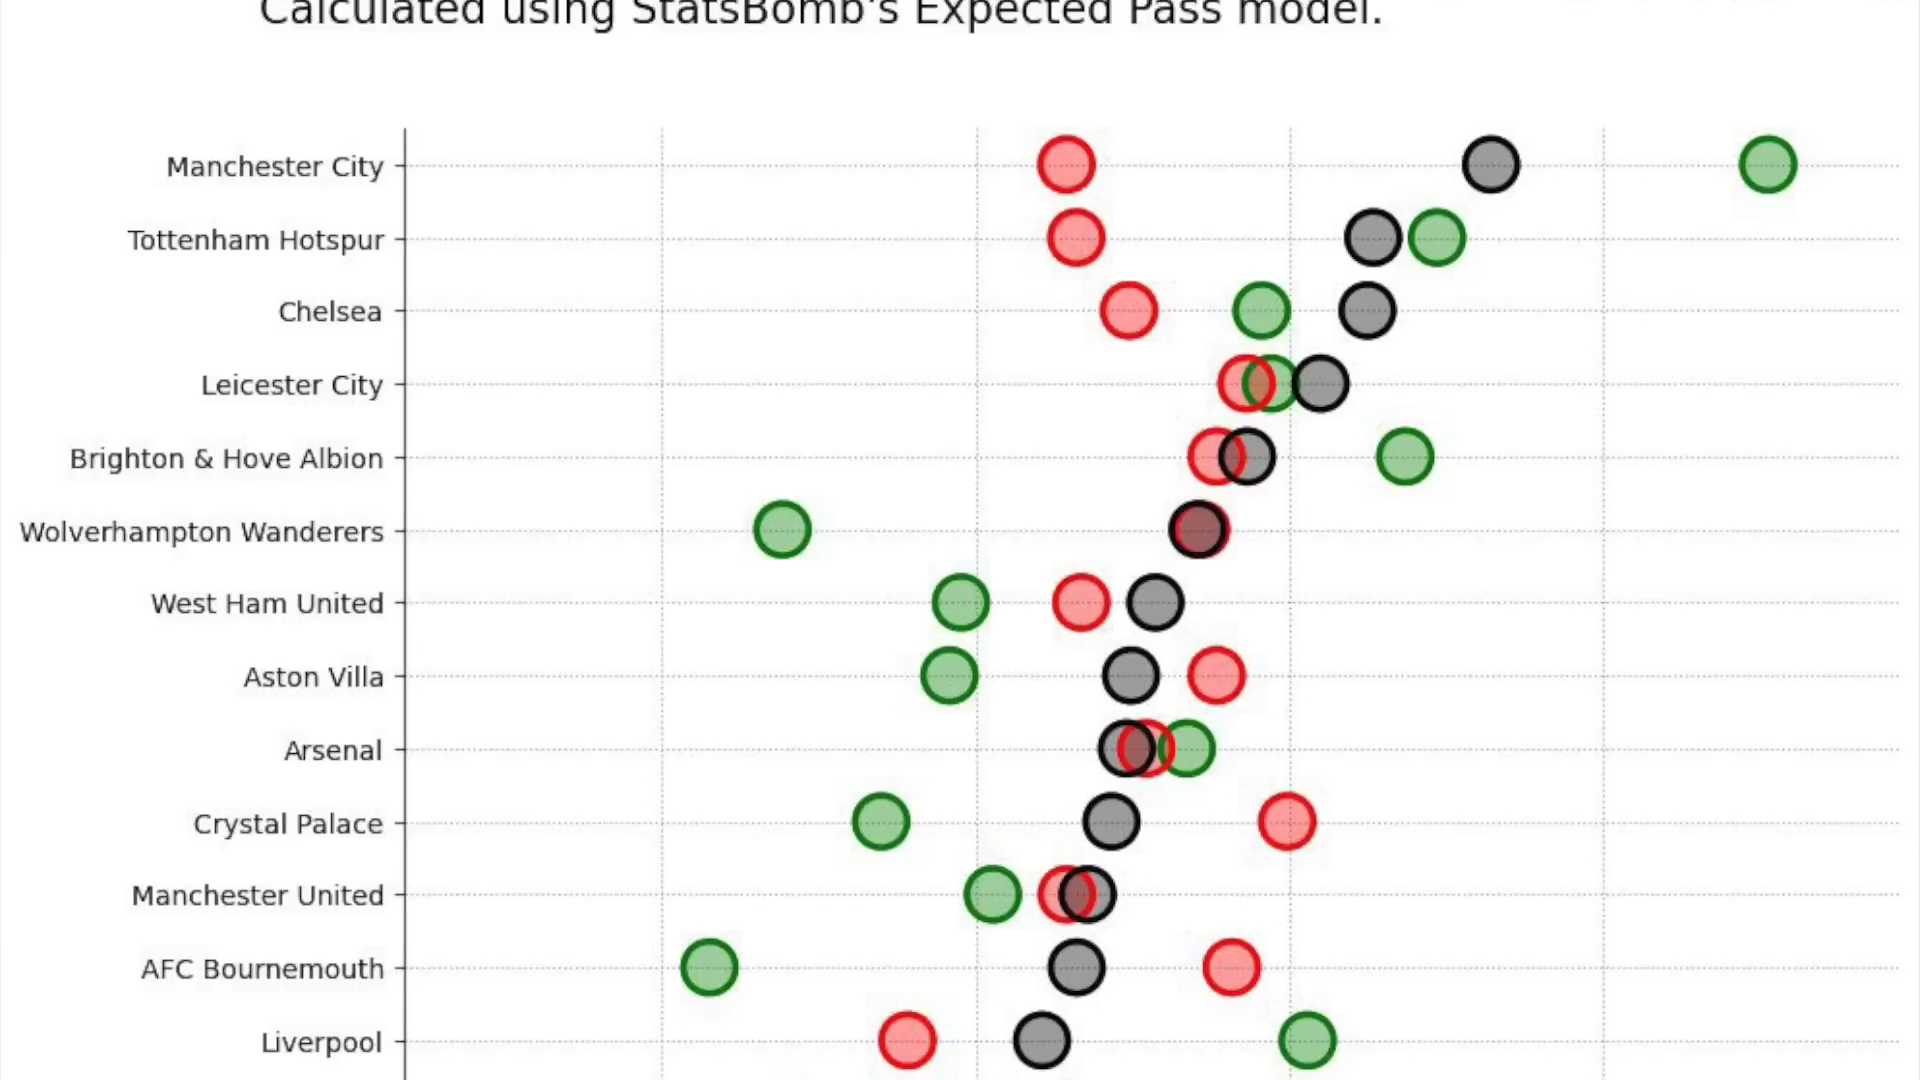 Calculated using StatsBomb's Expected Pass model.
Manchester City
Tottenham Hotspur
Chelsea
Leicester City
Brighton & Hove Albion
Wolverhampton Wanderers
West Ham United
Aston Villa
Arsenal
Crystal Palace
Manchester United
AFC Bournemouth
Liverpool